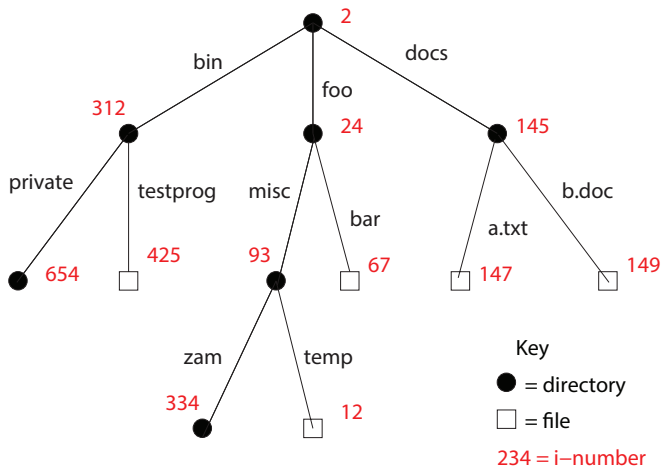 2
bin
docs
foo
312
24
145
private
testprog
misc
bar
a.txt
b.doc
654
425
93
67
147
149
zam
temp
334
12
Key
= directory
= file
234 = i−number